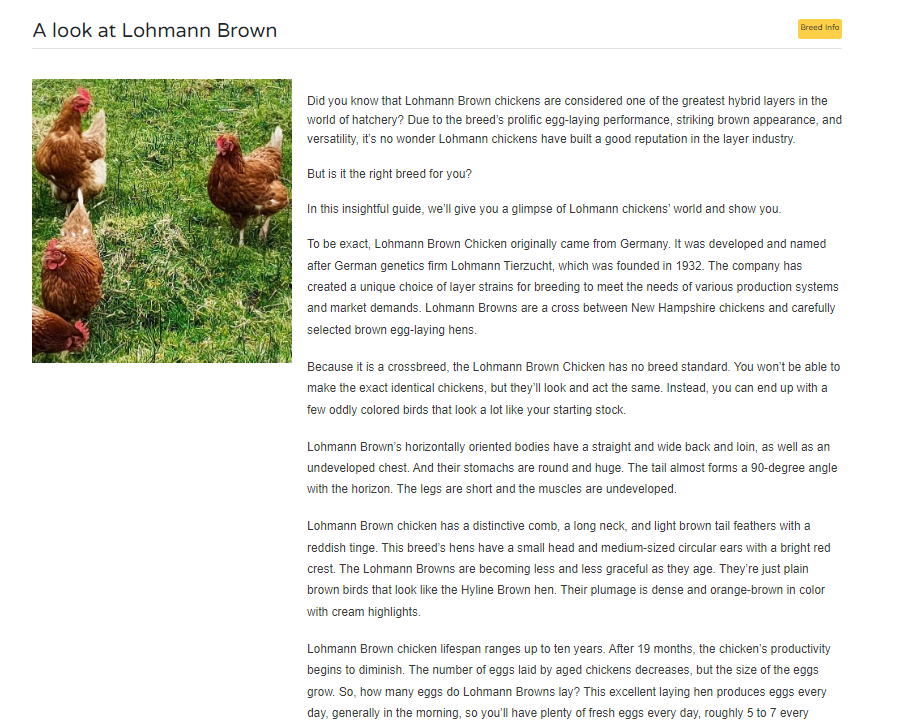 A look at Lohmann Brown
Breed Info
Did you know that Lohmann Brown chickens are considered one of the greatest hybrid layers in the
world of hatchery? Due to the breed's prolific egg-laying performance, striking brown appearance, and
versatility, it's no wonder Lohmann chickens have built a good reputation in the layer industry.
But is it the right breed for you?
In this insightful guide, we'll give you a glimpse of Lohmann chickens' world and show you.
To be exact, Lohmann Brown Chicken originally came from Germany. It was developed and named
after German genetics firm Lohmann Tierzucht, which was founded in 1932. The company has
created a unique choice of layer strains for breeding to meet the needs of various production systems
and market demands. Lohmann Browns are a cross between New Hampshire chickens and carefully
selected brown egg-laying hens.
Because it is a crossbreed, the Lohmann Brown Chicken has no breed standard. You won't be able to
make the exact identical chickens, but they'll look and act the same. Instead, you can end up with a
few oddly colored birds that look a lot like your starting stock.
Lohmann Brown's horizontally oriented bodies have a straight and wide back and loin, as well as an
undeveloped chest. And their stomachs are round and huge. The tail almost forms a 90-degree angle
with the horizon. The legs are short and the muscles are undeveloped.
Lohmann Brown chicken has a distinctive comb, a long neck, and light brown tail feathers with a
reddish tinge. This breed's hens have a small head and medium-sized circular ears with a bright red
crest. The Lohmann Browns are becoming less and less graceful as they age. They're just plain
brown birds that look like the Hyline Brown hen. Their plumage is dense and orange-brown in color
with cream highlights.
Lohmann Brown chicken lifespan ranges up to ten years. After 19 months, the chicken's productivity
begins to diminish. The number of eggs laid by aged chickens decreases, but the size of the eggs
grow. So, how many eggs do Lohmann Browns lay? This excellent laying hen produces eggs every
day, generally in the morning, so you'll have plenty of fresh eggs every day, roughly 5 to 7 every